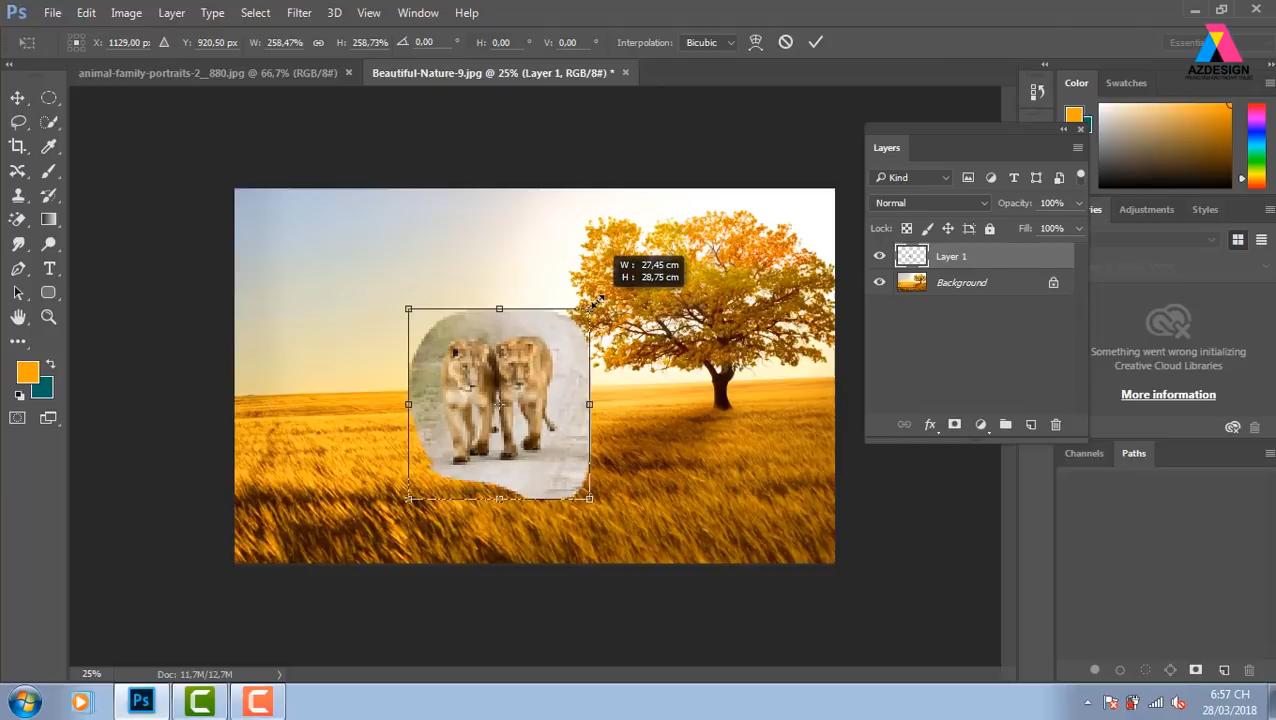 Ps File Edit Image Layer Type Select Filter 3D View Window Help
X: 1129,00 px Y: 920,50 px W: 258,47% H: 258,73% 0,00 ° H: 0,00 ° V: 0,00 ° Interpolation: Bicubic
AZDESIGN
animal-family-portraits-2__880.jpg @ 66,7% (RGB/8#) × Beautiful-Nature-9.jpg @ 25% (Layer 1, RGB/8#) * ×
Color Swatches
Layers
Kind
Normal Opacity: 100%
Adjustments Styles
Lock: Fill: 100%
Layer 1
W: 27,45 cm
H: 28,75 cm
Background
Something went wrong initializing
Creative Cloud Libraries
More information
Channels Paths
25% Doc: 11,7M/12,7M
Ps
6:57 CH
28/03/2018